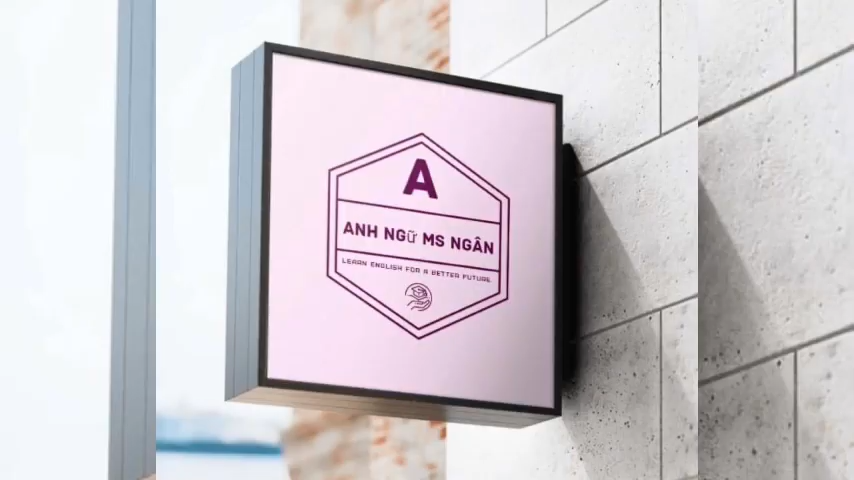 A
ANH NGữ MS NGÂN
LEARN ENGLISH FOR A BETTER FUTURE